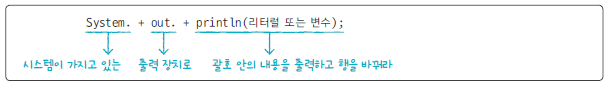 System. + out. + println(리터럴 또는 변수);
시스템이 가지고 있는 출력 장치로 괄호 안의 내용을 출력하고 행을 바꿔라